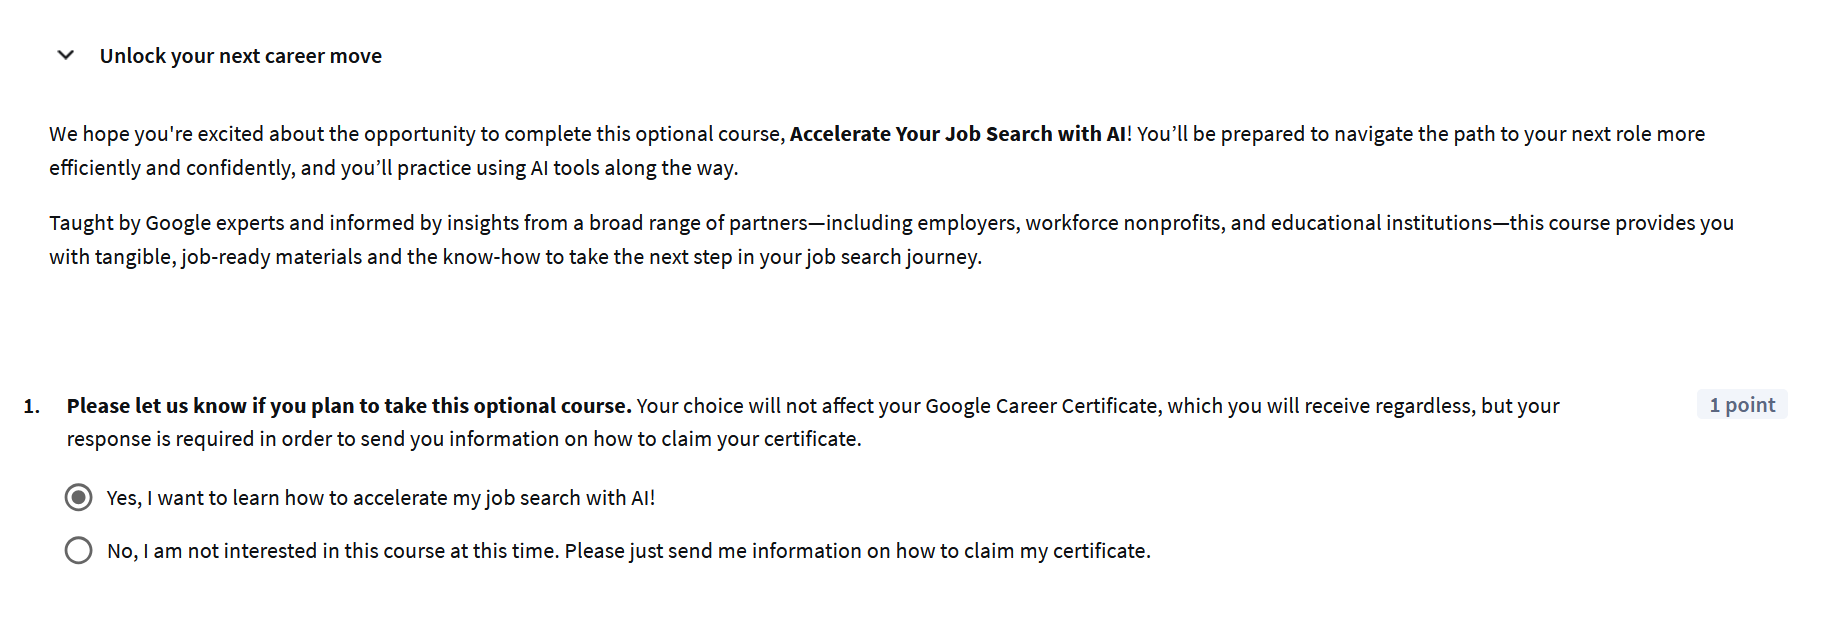 Unlock your next career move
We hope you're excited about the opportunity to complete this optional course, Accelerate Your Job Search with AI! You’ll be prepared to navigate the path to your next role more
efficiently and confidently, and you’ll practice using AI tools along the way.
Taught by Google experts and informed by insights from a broad range of partners—including employers, workforce nonprofits, and educational institutions—this course provides you
with tangible, job-ready materials and the know-how to take the next step in your job search journey.
1. Please let us know if you plan to take this optional course. Your choice will not affect your Google Career Certificate, which you will receive regardless, but your 1 point
response is required in order to send you information on how to claim your certificate.
Yes, I want to learn how to accelerate my job search with AI!
No, I am not interested in this course at this time. Please just send me information on how to claim my certificate.